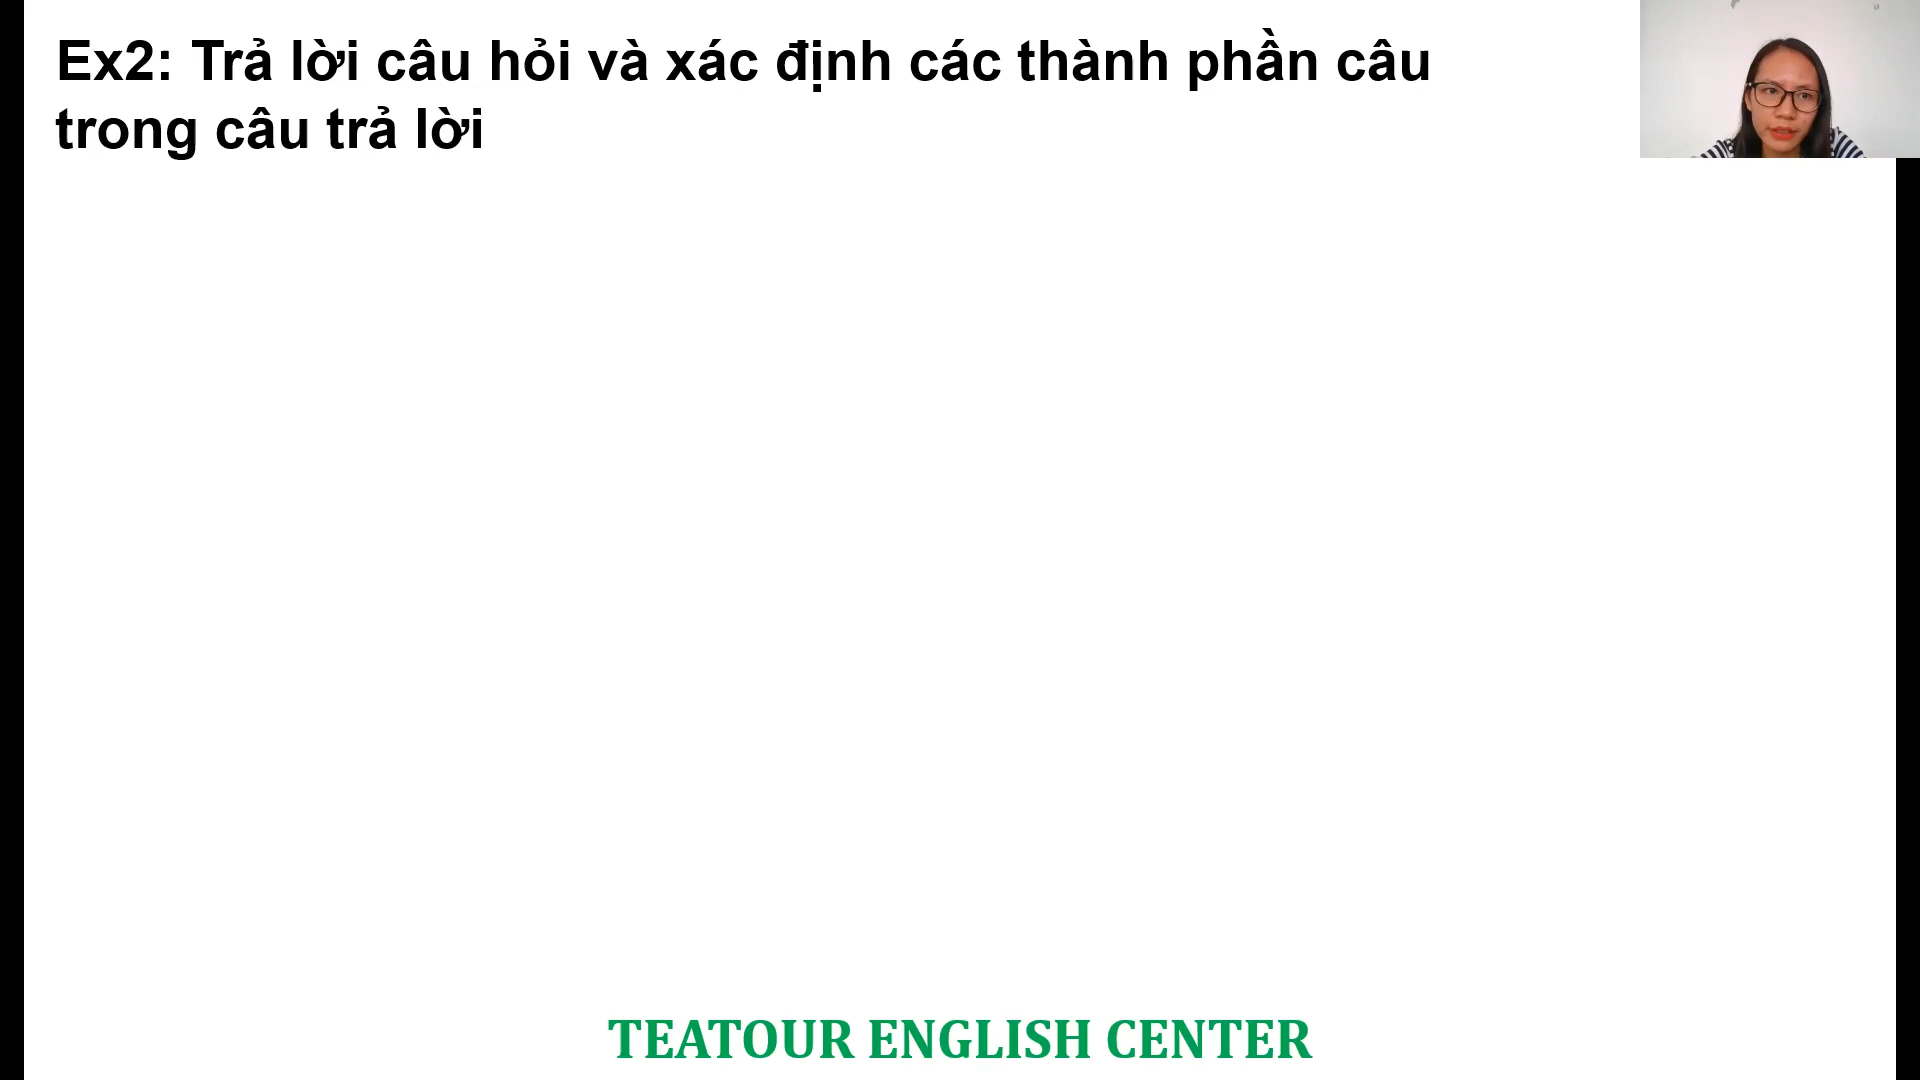 Ex2: Trả lời câu hỏi và xác định các thành phần câu
trong câu trả lời
TEATOUR ENGLISH CENTER